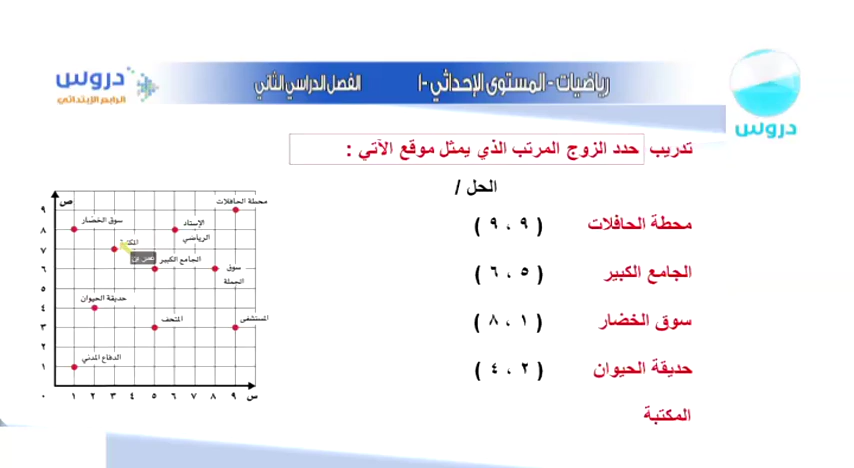 رياضيات - المستوى الإحداثي -١
الفصل الدراسي الثاني
دروس
الرابع الإبتدائي
دروس
تدريب حدد الزوج المرتب الذي يمثل موقع الآتي :
الحل /
محطة الحافلات ( ٩ ، ٩ )
الجامع الكبير ( ٥ ، ٦ )
سوق الخضار ( ١ ، ٨ )
حديقة الحيوان ( ٢ ، ٤ )
المكتبة
ص
محطة الحافلات
سوق الخضار
الإستاد
الرياضي
الجامع الكبير
سوق
الجملة
حديقة الحيوان
المتحف
المستشفى
الدفاع المدني
٩
٨
٧
٦
٥
٤
٣
٢
١
٠ ١ ٢ ٣ ٤ ٥ ٦ ٧ ٨ ٩ س